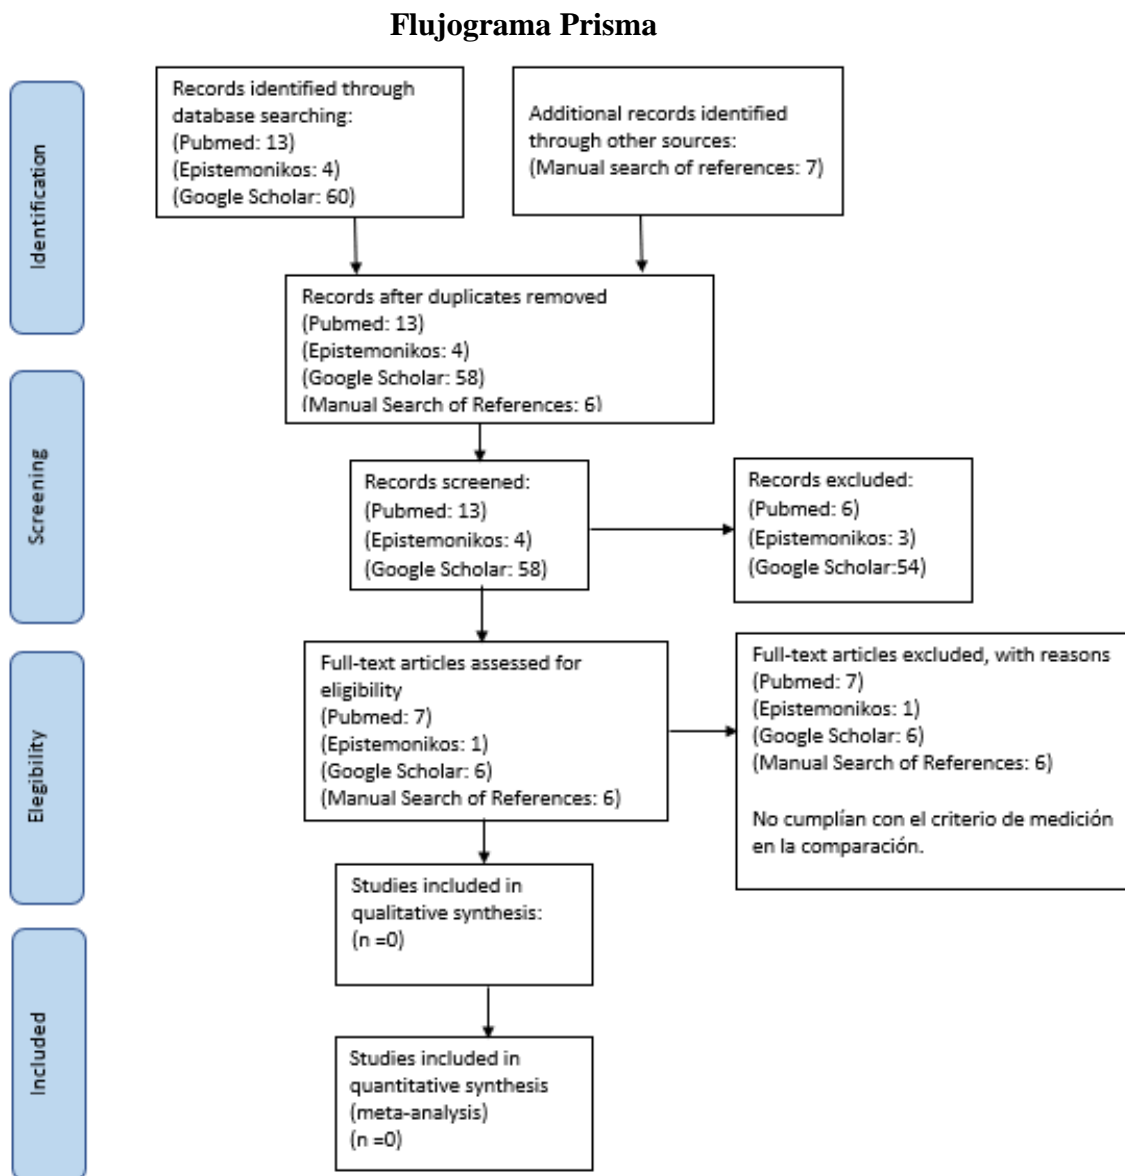 Flujograma Prisma
Identification
Records identified through
database searching:
(Pubmed: 13)
(Epistemonikos: 4)
(Google Scholar: 60)
Additional records identified
through other sources:
(Manual search of references: 7)
Records after duplicates removed
(Pubmed: 13)
(Epistemonikos: 4)
(Google Scholar: 58)
(Manual Search of References: 6)
Screening
Records screened:
(Pubmed: 13)
(Epistemonikos: 4)
(Google Scholar: 58)
Records excluded:
(Pubmed: 6)
(Epistemonikos: 3)
(Google Scholar:54)
Elegibility
Full-text articles assessed for
eligibility
(Pubmed: 7)
(Epistemonikos: 1)
(Google Scholar: 6)
(Manual Search of References: 6)
Full-text articles excluded, with reasons
(Pubmed: 7)
(Epistemonikos: 1)
(Google Scholar: 6)
(Manual Search of References: 6)
No cumplían con el criterio de medición
en la comparación.
Included
Studies included in
qualitative synthesis:
(n =0)
Studies included in
quantitative synthesis
(meta-analysis)
(n =0)